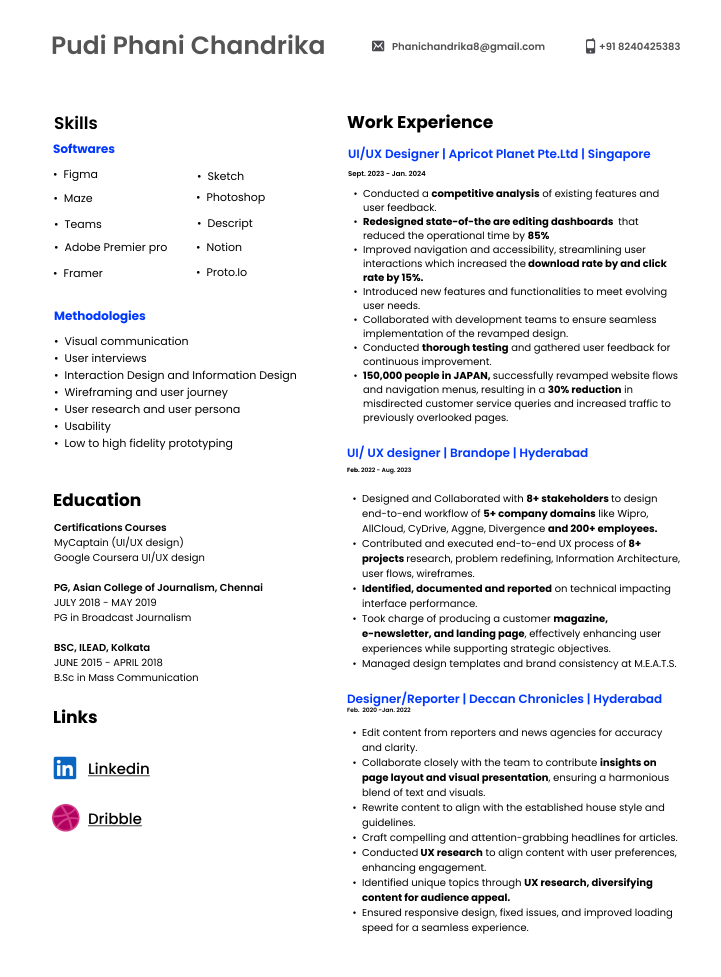 Pudi Phani Chandrika
Phanichandrika8@gmail.com
+91 8240425383
Skills
Softwares
• Figma
• Sketch
• Maze
• Photoshop
• Teams
• Descript
• Adobe Premier pro
• Notion
• Framer
• Proto.Io
Methodologies
• Visual communication
• User interviews
• Interaction Design and Information Design
• Wireframing and user journey
• User research and user persona
• Usability
• Low to high fidelity prototyping
Education
Certifications Courses
MyCaptain (UI/UX design)
Google Coursera UI/UX design
PG, Asian College of Journalism, Chennai
JULY 2018 - MAY 2019
PG in Broadcast Journalism
BSC, ILEAD, Kolkata
JUNE 2015 - APRIL 2018
B.Sc in Mass Communication
Links
in Linkedin
Dribble
Work Experience
UI/UX Designer | Apricot Planet Pte.Ltd | Singapore
Sept. 2023 - Jan. 2024
• Conducted a competitive analysis of existing features and
user feedback.
• Redesigned state-of-the are editing dashboards that
reduced the operational time by 85%
• Improved navigation and accessibility, streamlining user
interactions which increased the download rate by and click
rate by 15%.
• Introduced new features and functionalities to meet evolving
user needs.
• Collaborated with development teams to ensure seamless
implementation of the revamped design.
• Conducted thorough testing and gathered user feedback for
continuous improvement.
• 150,000 people in JAPAN, successfully revamped website flows
and navigation menus, resulting in a 30% reduction in
misdirected customer service queries and increased traffic to
previously overlooked pages.
UI/ UX designer | Brandope | Hyderabad
Feb. 2022 - Aug. 2023
• Designed and Collaborated with 8+ stakeholders to design
end-to-end workflow of 5+ company domains like Wipro,
AllCloud, CyDrive, Aggne, Divergence and 200+ employees.
• Contributed and executed end-to-end UX process of 8+
projects research, problem redefining, Information Architecture,
user flows, wireframes.
• Identified, documented and reported on technical impacting
interface performance.
• Took charge of producing a customer magazine,
e-newsletter, and landing page, effectively enhancing user
experiences while supporting strategic objectives.
• Managed design templates and brand consistency at M.E.A.T.S.
Designer/Reporter | Deccan Chronicles | Hyderabad
Feb. 2020 -Jan. 2022
• Edit content from reporters and news agencies for accuracy
and clarity.
• Collaborate closely with the team to contribute insights on
page layout and visual presentation, ensuring a harmonious
blend of text and visuals.
• Rewrite content to align with the established house style and
guidelines.
• Craft compelling and attention-grabbing headlines for articles.
• Conducted UX research to align content with user preferences,
enhancing engagement.
• Identified unique topics through UX research, diversifying
content for audience appeal.
• Ensured responsive design, fixed issues, and improved loading
speed for a seamless experience.